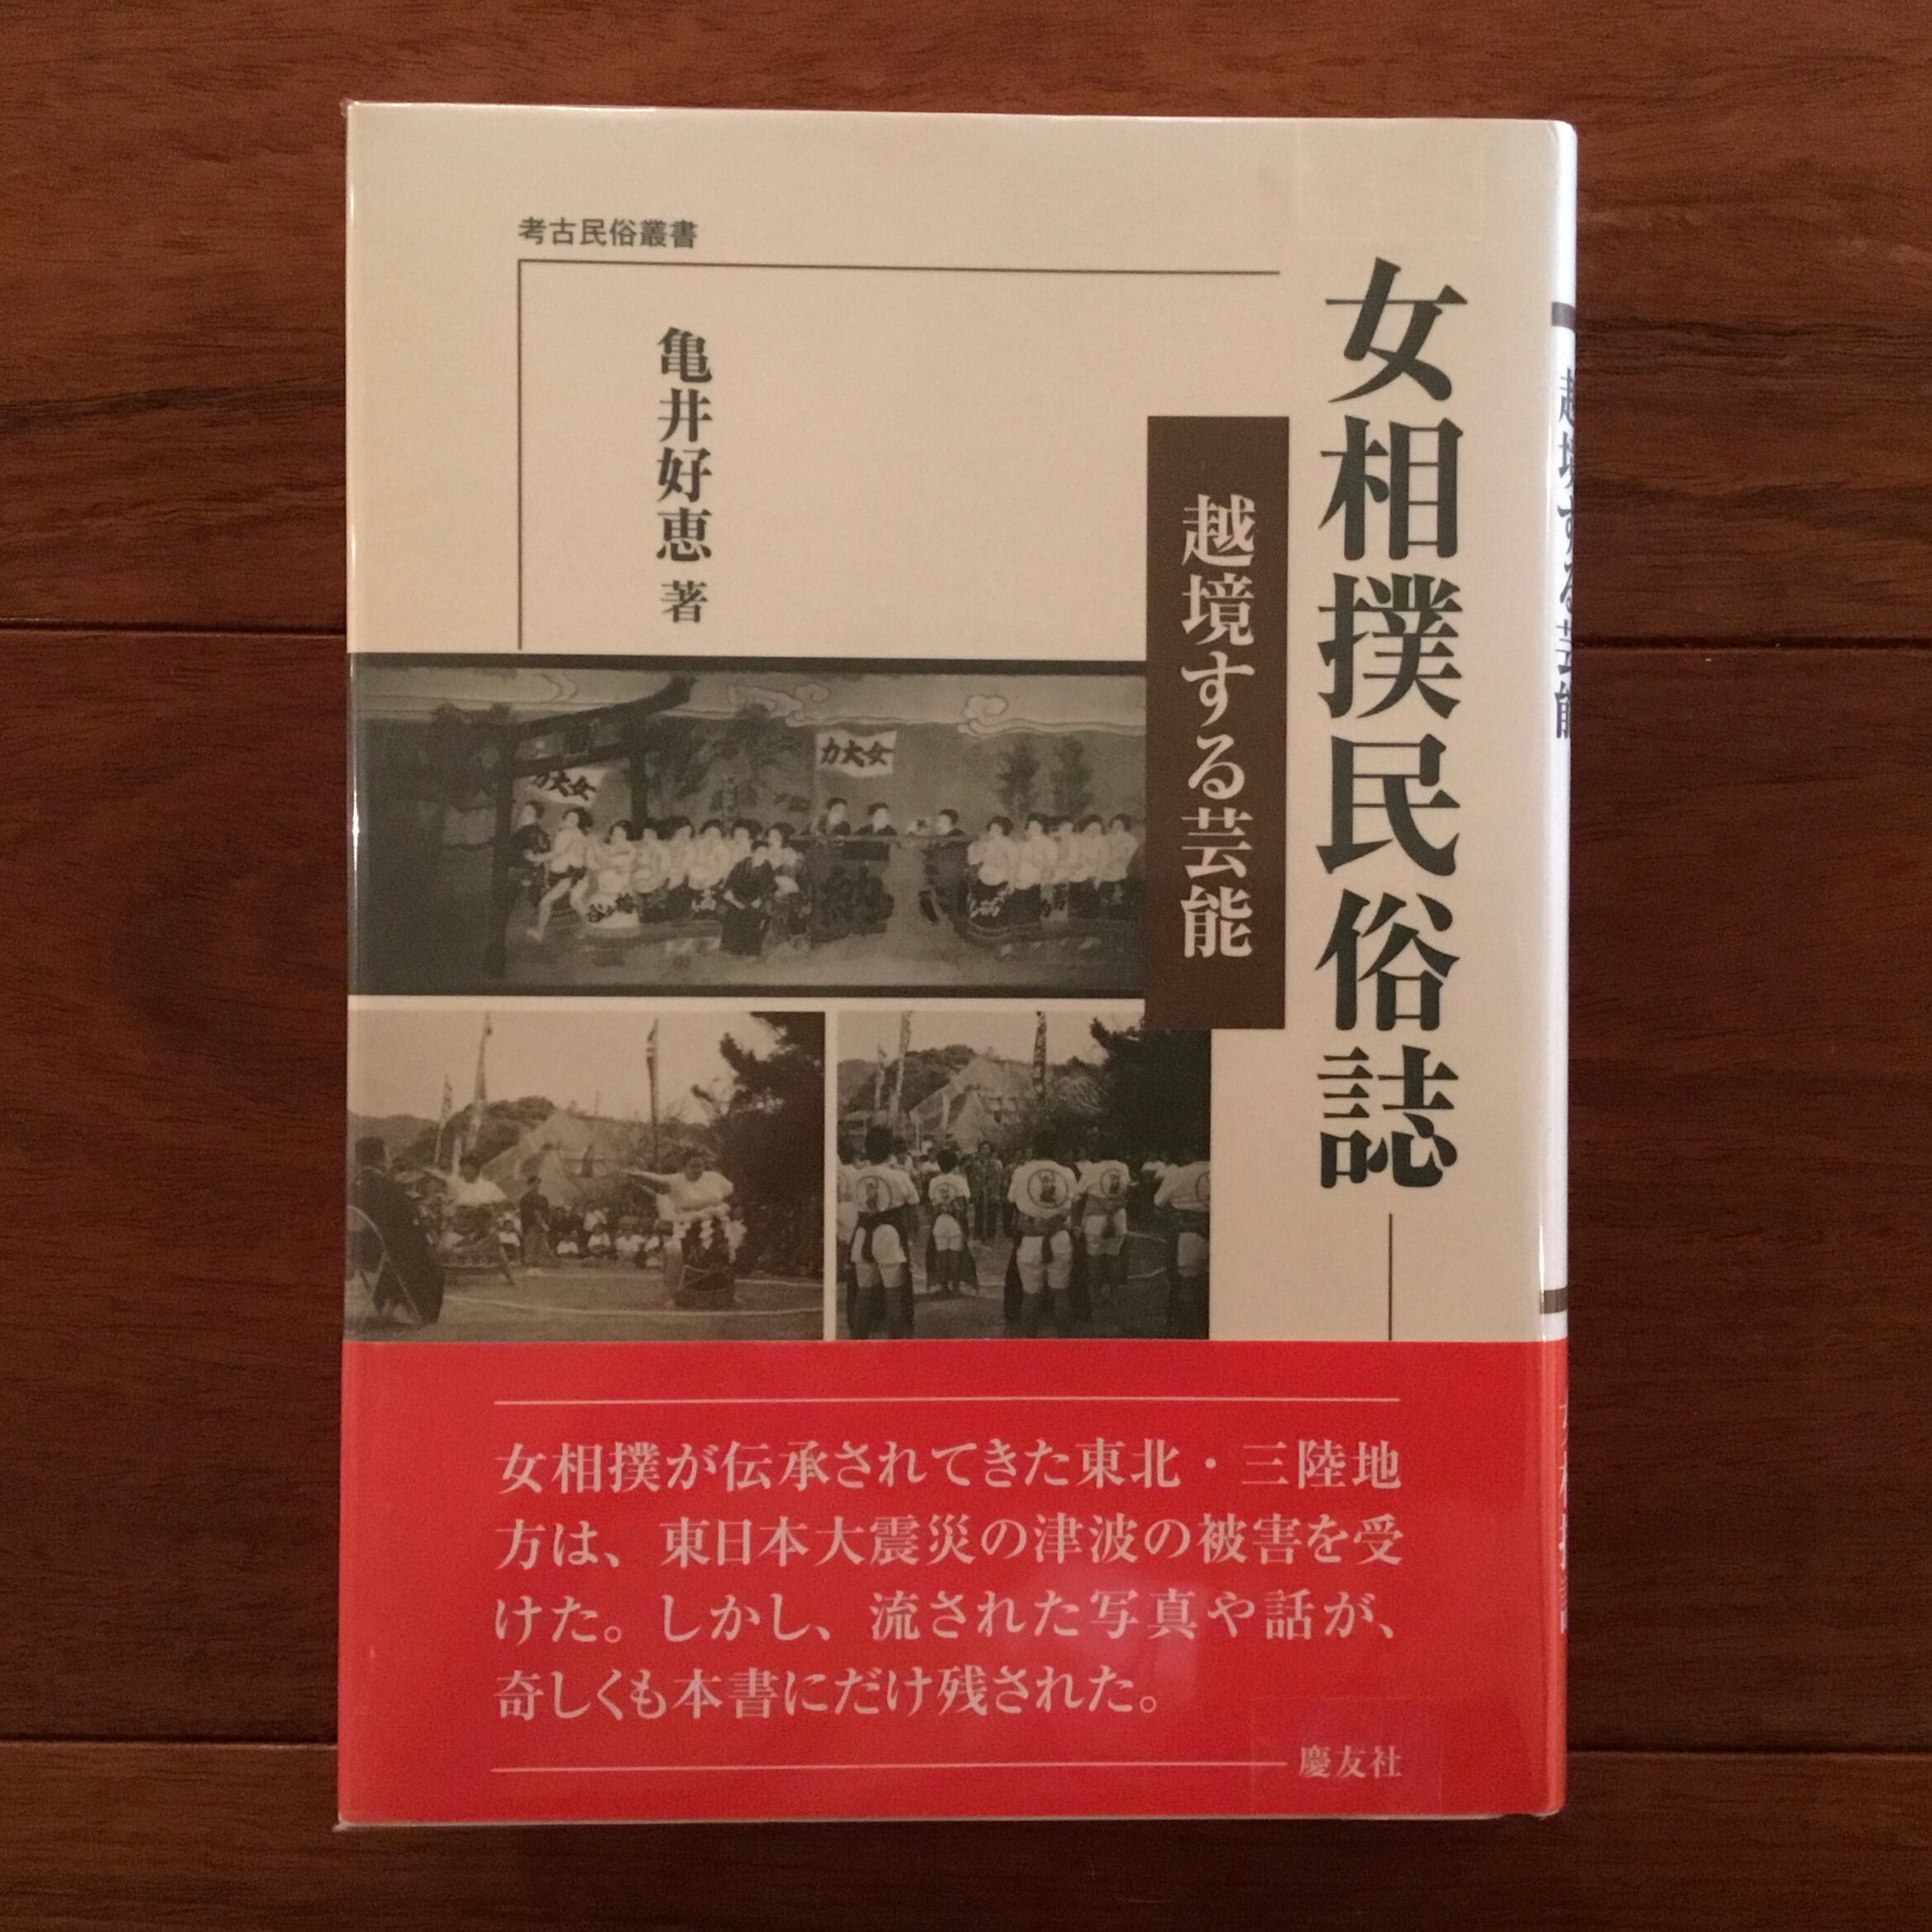 考古民俗叢書
女相撲民俗誌
越境する芸能
亀井好恵 著
女大力
女大力
越境する芸能
女相撲が伝承されてきた東北・三陸地
方は、東日本大震災の津波の被害を受
けた。しかし、流された写真や話が、
奇しくも本書にだけ残された。
慶友社